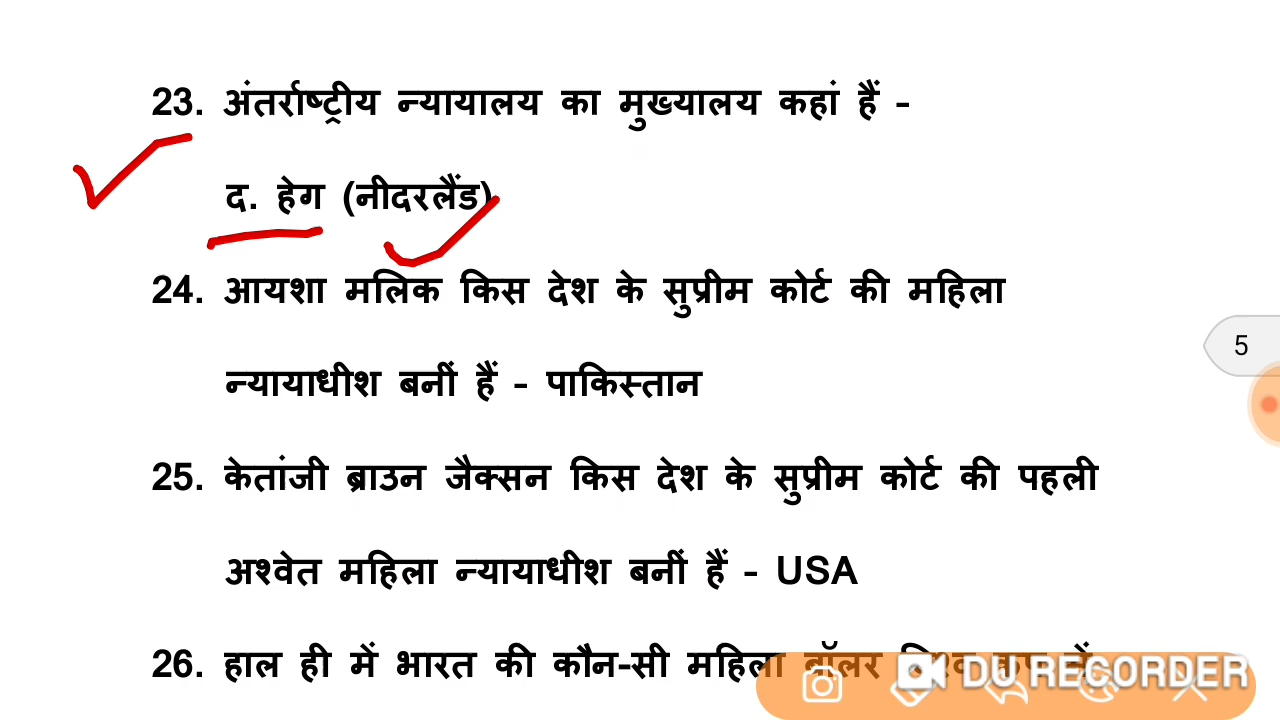 23. अंतर्राष्ट्रीय न्यायालय का मुख्यालय कहां हैं -
द. हेग (नीदरलैंड)
24. आयशा मलिक किस देश के सुप्रीम कोर्ट की महिला
न्यायाधीश बनीं हैं - पाकिस्तान
5
25. केतांजी ब्राउन जैक्सन किस देश के सुप्रीम कोर्ट की पहली
अश्वेत महिला न्यायाधीश बनीं हैं - USA
26. हाल ही में भारत की कौन-सी महिला बॉलर में
DU RECORDER